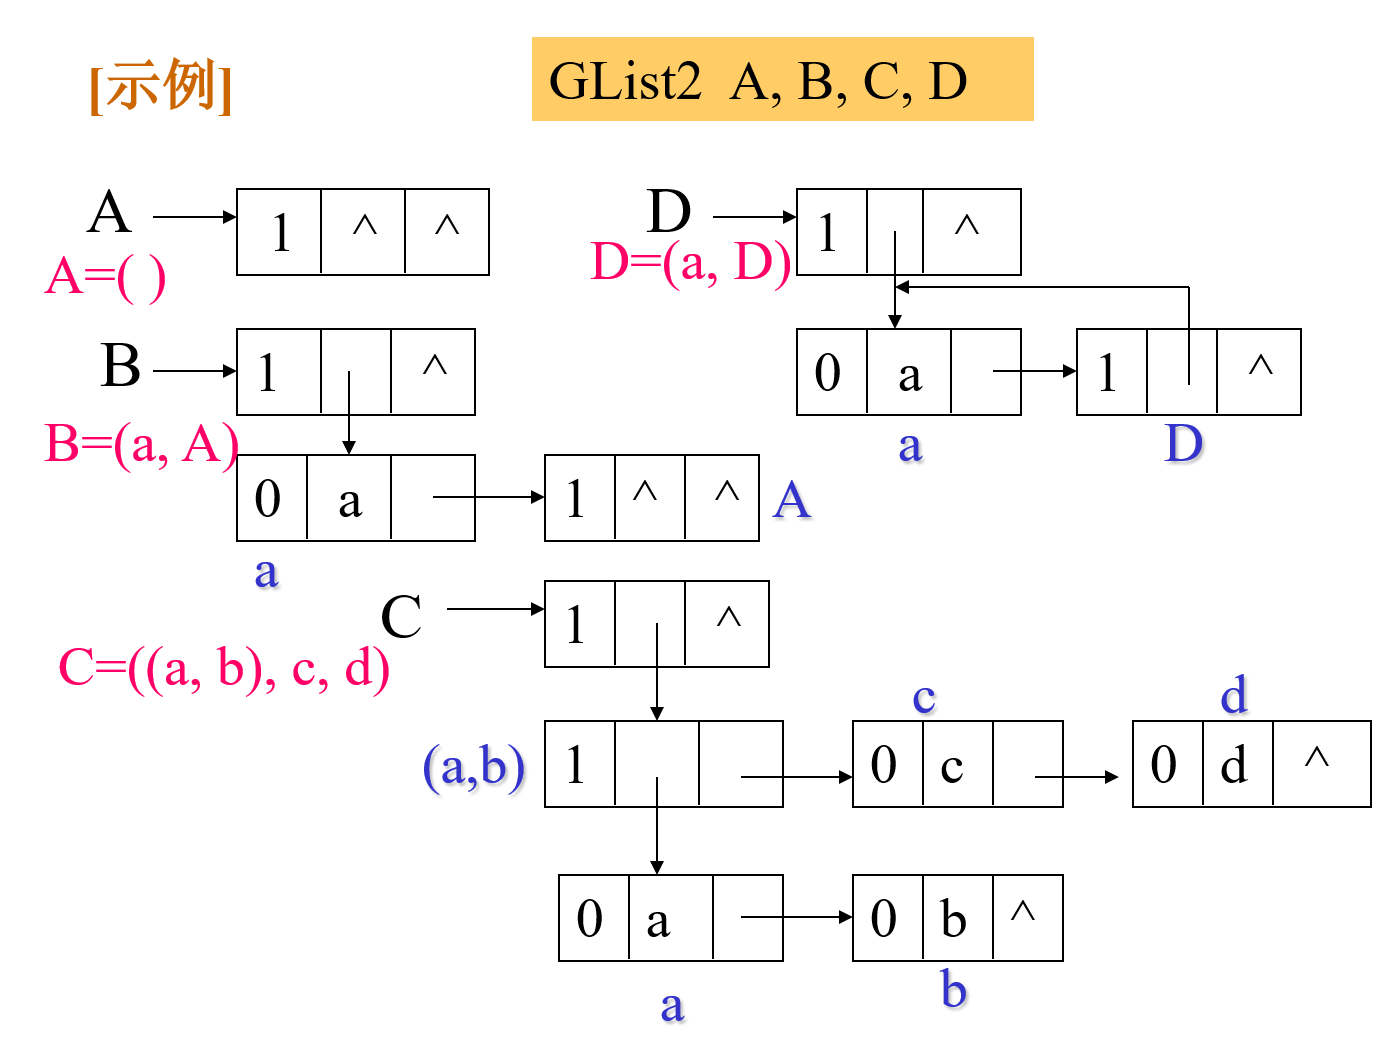 [示例]
GList2 A, B, C, D
A
1 ^ ^
A=( )
D
1 ^
D=(a, D)
B
1 ^
B=(a, A)
0 a
1 ^
a
D
0 a
1 ^ ^
A
a
C
1 ^
C=((a, b), c, d)
c
d
(a,b)
1
0 c
0 d ^
0 a
0 b ^
a
b